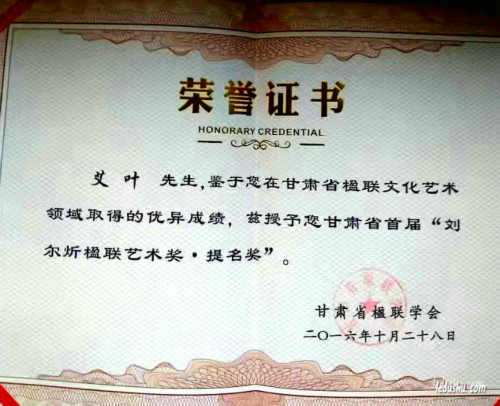 荣誉证书
HONORARY CREDENTIAL
艾叶 先生，鉴于您在甘肃省楹联文化艺术
领域取得的优异成绩，兹授予您甘肃省首届“刘
尔炘楹联艺术奖·提名奖”。
甘肃省楹联学会
二〇一六年十月二十八日